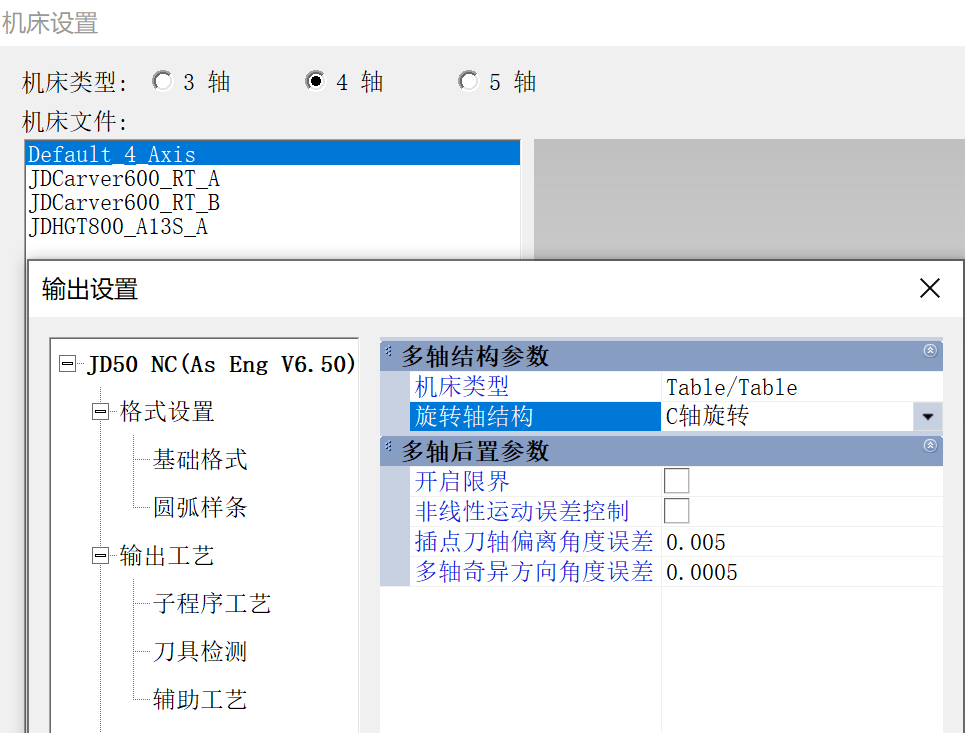 机床设置
机床类型: 3 轴 4 轴 5 轴
机床文件:
Default_4_Axis
JDCarver600_RT_A
JDCarver600_RT_B
JDHGT800_A13S_A
输出设置
JD50 NC(As Eng V6.50)
格式设置
基础格式
圆弧样条
输出工艺
子程序工艺
刀具检测
辅助工艺
多轴结构参数
机床类型 Table/Table
旋转轴结构 C轴旋转
多轴后置参数
开启限界
非线性运动误差控制
插点刀轴偏离角度误差 0.005
多轴奇异方向角度误差 0.0005